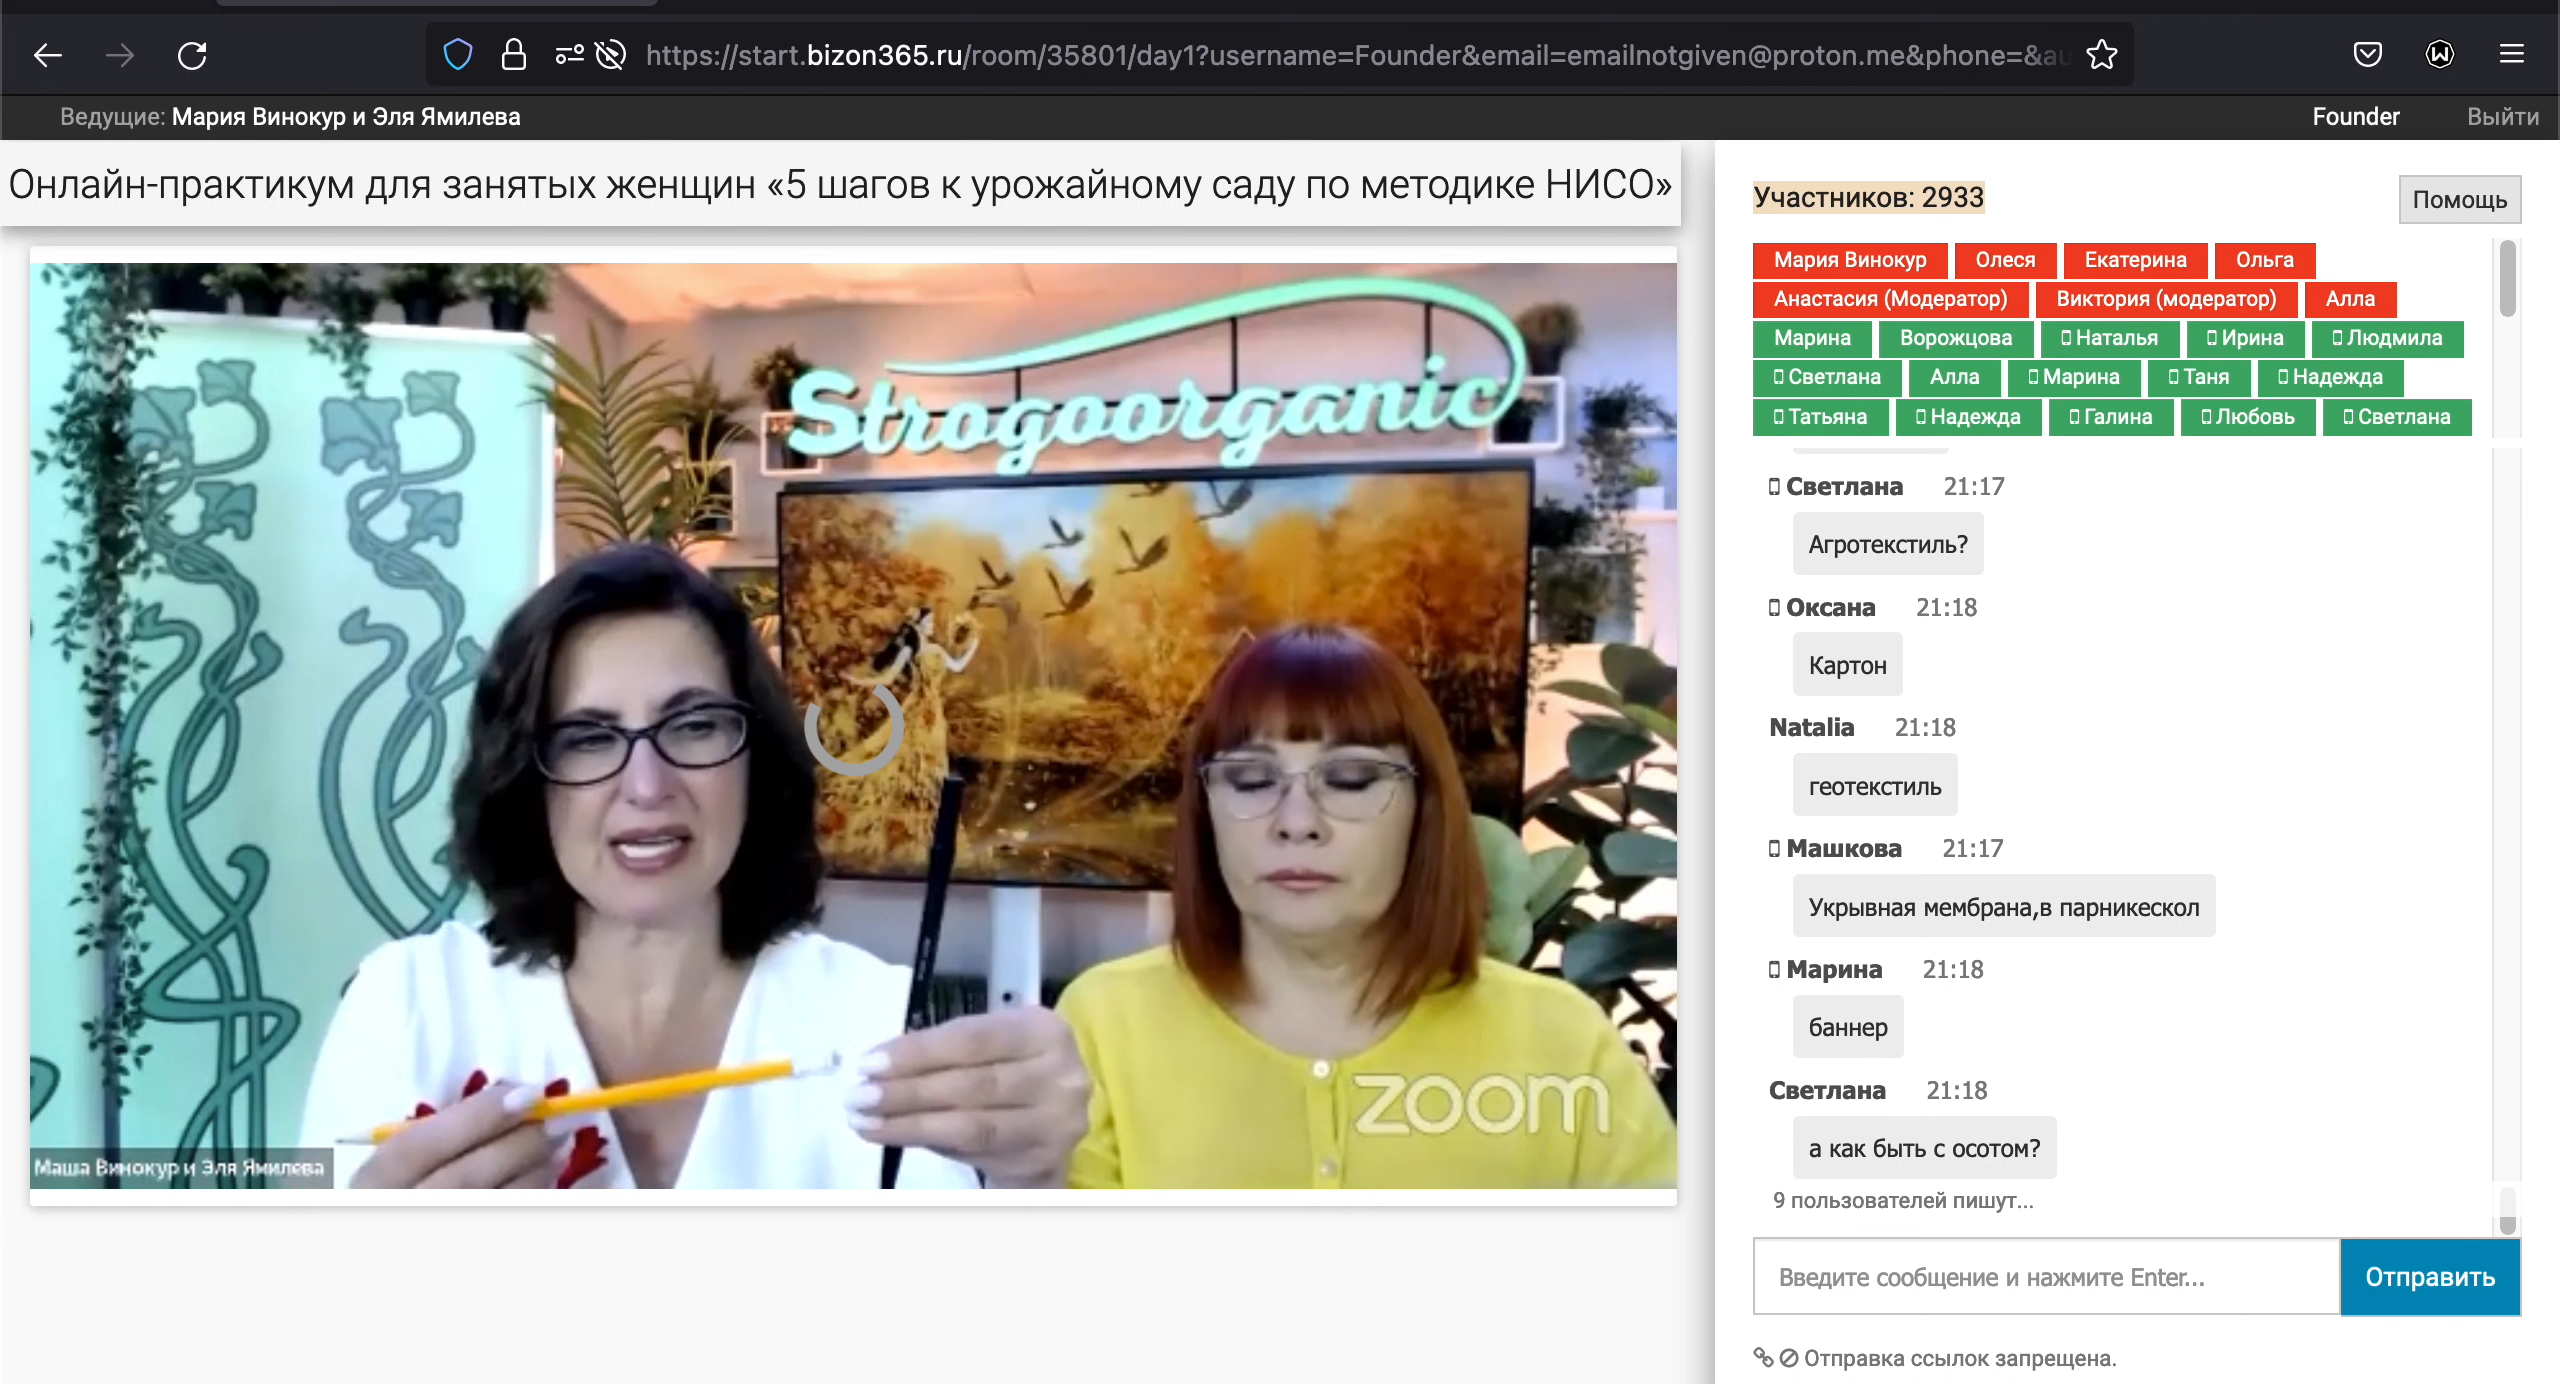 https://start.bizon365.ru/room/35801/day1?username=Founder&email=emailnotgiven@proton.me&phone=&au
Ведущие: Мария Винокур и Эля Ямилева
Founder
Выйти
Онлайн-практикум для занятых женщин «5 шагов к урожайному саду по методике НИСО»
Strogoorganic
zoom
Маша Винокур и Эля Ямилева
Участников: 2933
Помощь
Мария Винокур Олеся Екатерина Ольга
Анастасия (Модератор) Виктория (модератор) Алла
Марина Ворожцова Наталья Ирина Людмила
Светлана Алла Марина Таня Надежда
Татьяна Надежда Галина Любовь Светлана
Светлана 21:17
Агротекстиль?
Оксана 21:18
Картон
Natalia 21:18
геотекстиль
Машкова 21:17
Укрывная мембрана,в парникескол
Марина 21:18
баннер
Светлана 21:18
а как быть с осотом?
9 пользователей пишут...
Введите сообщение и нажмите Enter...
Отправить
Отправка ссылок запрещена.